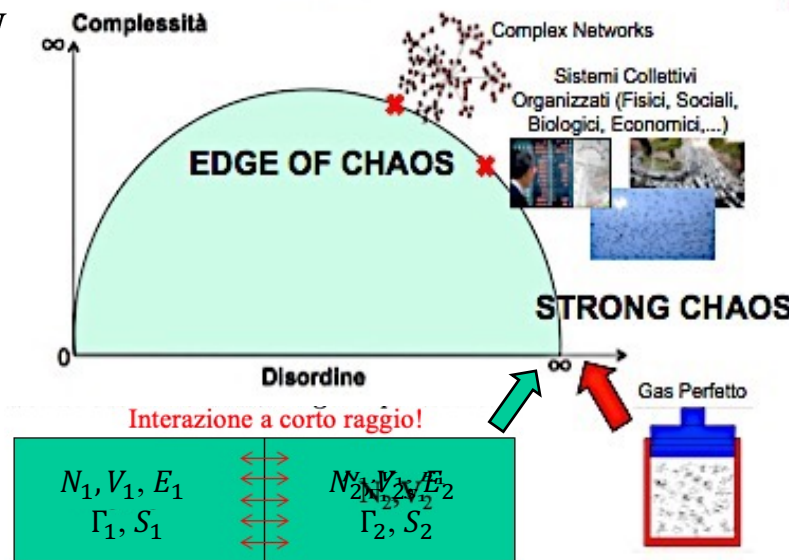 Complessità
∞
Complex Networks
Sistemi Collettivi
Organizzati (Fisici, Sociali,
Biologici, Economici,...)
EDGE OF CHAOS
STRONG CHAOS
0
∞
Disordine
Gas Perfetto
Interazione a corto raggio!
N₁, V₁, E₁
Γ₁, S₁
Γ₂, S₂